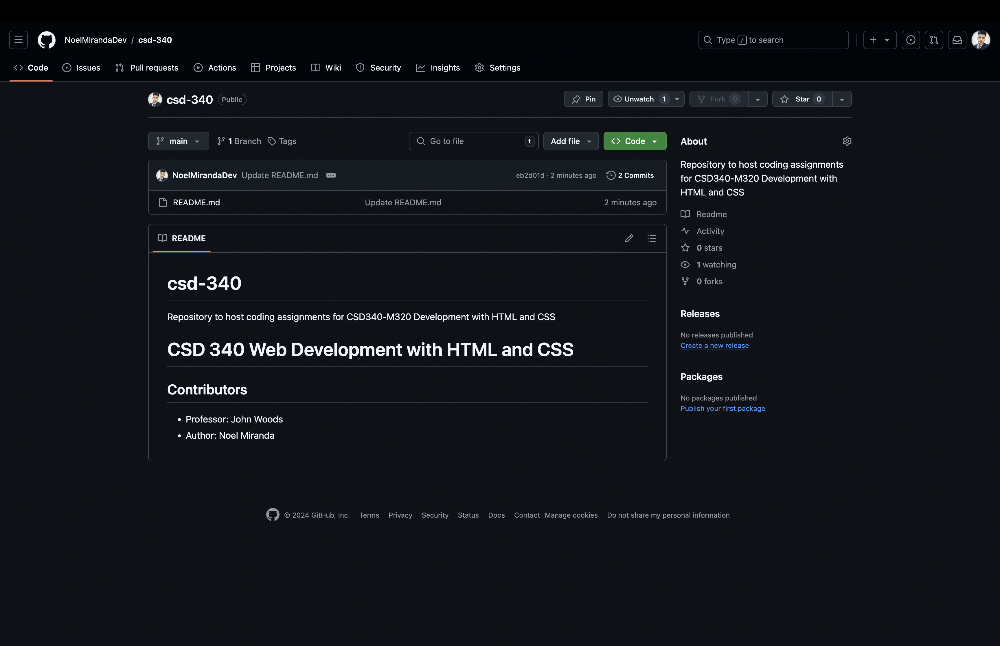 NoelMirandaDev / csd-340
Type / to search
Code Issues Pull requests Actions Projects Wiki Security Insights Settings
csd-340 Public
Pin Unwatch 1 Fork 0 Star 0
main 1 Branch Tags Go to file t Add file Code
NoelMirandaDev Update README.md eb2d01d · 2 minutes ago 2 Commits
README.md Update README.md 2 minutes ago
README
csd-340
Repository to host coding assignments for CSD340-M320 Development with HTML and CSS
CSD 340 Web Development with HTML and CSS
Contributors
• Professor: John Woods
• Author: Noel Miranda
About
Repository to host coding assignments
for CSD340-M320 Development with
HTML and CSS
Readme
Activity
0 stars
1 watching
0 forks
Releases
No releases published
Create a new release
Packages
No packages published
Publish your first package
© 2024 GitHub, Inc. Terms Privacy Security Status Docs Contact Manage cookies Do not share my personal information